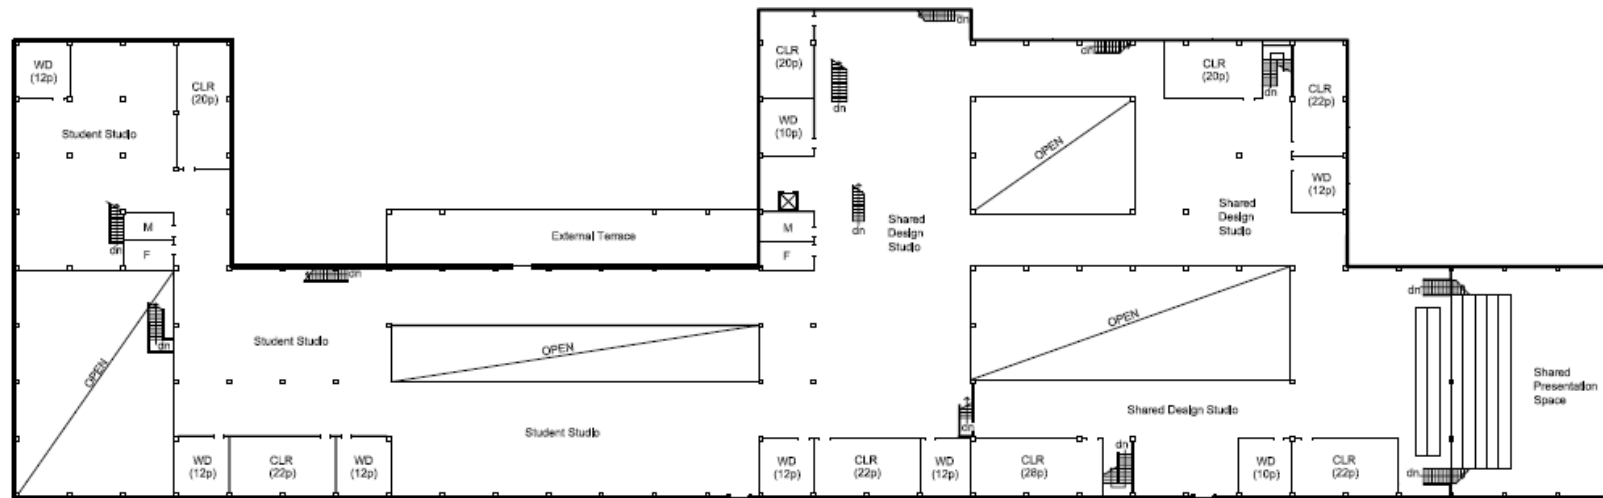 dn
WD
(12p)
CLR
(20p)
Student Studio
dn
M
F
OPEN
dn
dn
External Terrace
Student Studio
OPEN
Student Studio
WD
(12p)
CLR
(22p)
WD
(12p)
CLR
(20p)
dn
WD
(10p)
dn
M
F
Shared
Design
Studio
dn
CLR
(20p)
dn
CLR
(22p)
OPEN
WD
(12p)
Shared
Design
Studio
OPEN
dn
Shared
Presentation
Space
Shared Design Studio
dn
dn
WD
(12p)
CLR
(22p)
WD
(12p)
CLR
(28p)
WD
(10p)
CLR
(22p)
dn